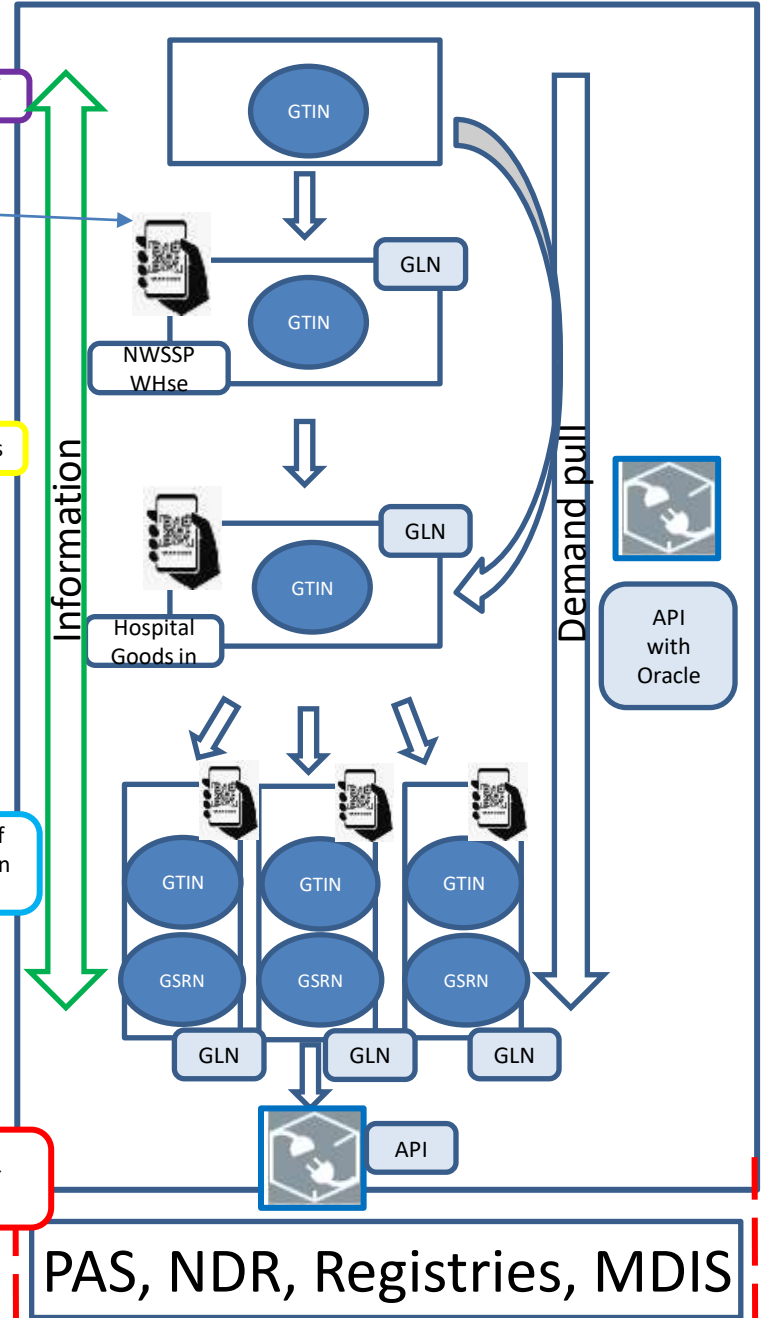 GTIN
GLN
GTIN
NWSSP
WHse
s
Information
Demand pull
GLN
GTIN
Hospital
Goods in
API
with
Oracle
f
n
GTIN
GTIN
GTIN
GSRN
GSRN
GSRN
GLN
GLN
GLN
API
PAS, NDR, Registries, MDIS